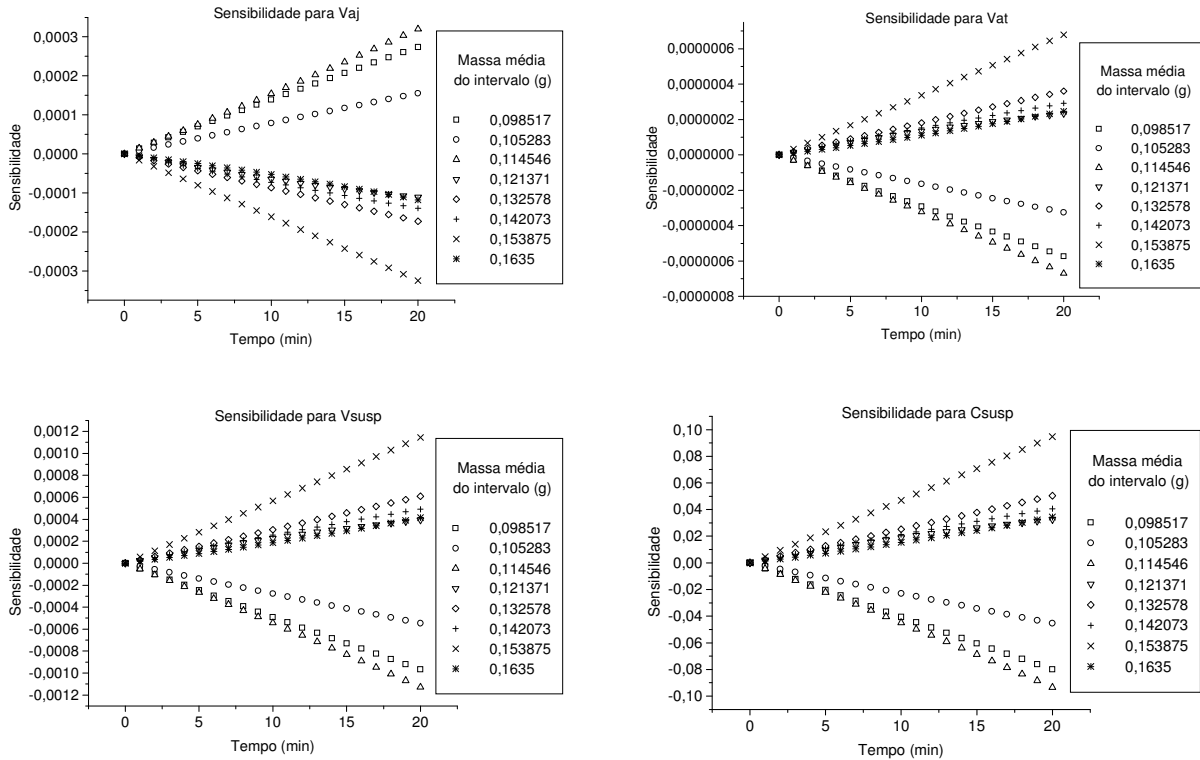 Sensibilidade para Vaj
0,0003
0,0002
0,0001
0,0000
-0,0001
-0,0002
-0,0003
Sensibilidade
0 5 10 15 20
Tempo (min)
Massa média
do intervalo (g)
0,098517
0,105283
0,114546
0,121371
0,132578
0,142073
0,153875
0,1635
Sensibilidade para Vat
0,0000006
0,0000004
0,0000002
0,0000000
-0,0000002
-0,0000004
-0,0000006
-0,0000008
Sensibilidade
0 5 10 15 20
Tempo (min)
Massa média
do intervalo (g)
0,098517
0,105283
0,114546
0,121371
0,132578
0,142073
0,153875
0,1635
Sensibilidade para Vsusp
0,0012
0,0010
0,0008
0,0006
0,0004
0,0002
0,0000
-0,0002
-0,0004
-0,0006
-0,0008
-0,0010
-0,0012
Sensibilidade
0 5 10 15 20
Tempo (min)
Massa média
do intervalo (g)
0,098517
0,105283
0,114546
0,121371
0,132578
0,142073
0,153875
0,1635
Sensibilidade para Csusp
0,10
0,08
0,06
0,04
0,02
0,00
-0,02
-0,04
-0,06
-0,08
-0,10
Sensibilidade
0 5 10 15 20
Tempo (min)
Massa média
do intervalo (g)
0,098517
0,105283
0,114546
0,121371
0,132578
0,142073
0,153875
0,1635